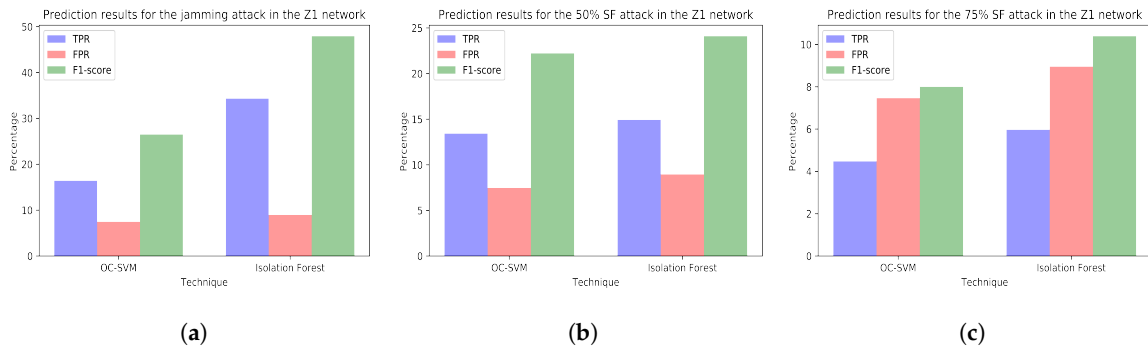 Prediction results for the jamming attack in the Z1 network
50
40
30
20
10
0
Percentage
TPR
FPR
F1-score
OC-SVM
Isolation Forest
Technique
(a)
Prediction results for the 50% SF attack in the Z1 network
25
20
15
10
5
0
Percentage
TPR
FPR
F1-score
OC-SVM
Isolation Forest
Technique
(b)
Prediction results for the 75% SF attack in the Z1 network
10
8
6
4
2
0
Percentage
TPR
FPR
F1-score
OC-SVM
Isolation Forest
Technique
(c)